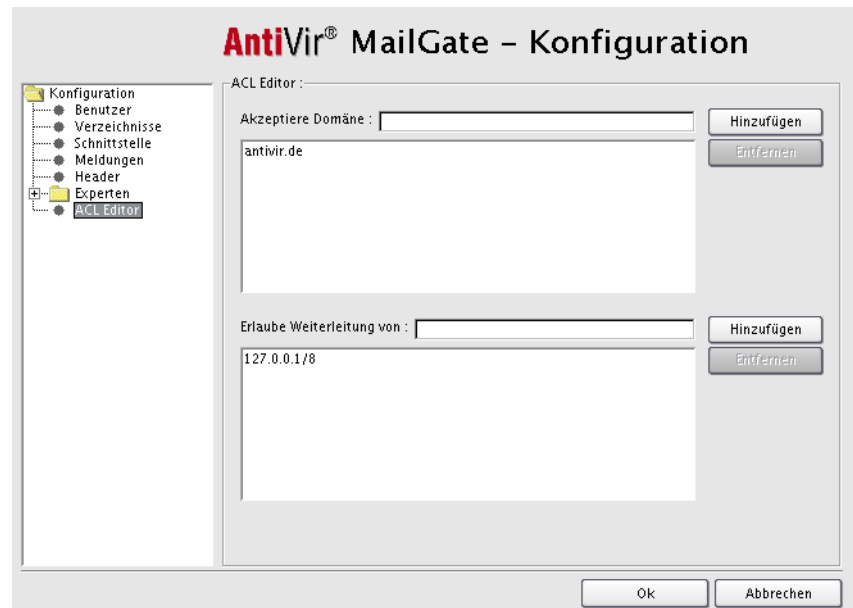 AntiVir® MailGate – Konfiguration
Konfiguration
Benutzer
Verzeichnisse
Schnittstelle
Meldungen
Header
Experten
ACL Editor
ACL Editor :
Akzeptiere Domäne :
Hinzufügen
antivir.de
Entfernen
Erlaube Weiterleitung von :
Hinzufügen
127.0.0.1/8
Entfernen
Ok
Abbrechen